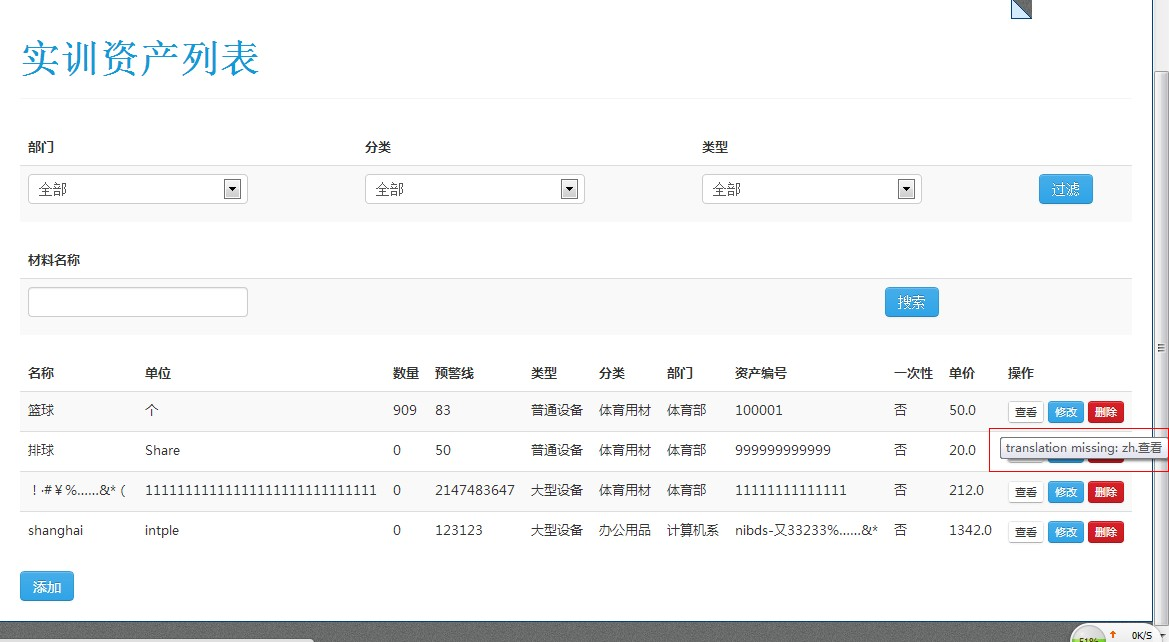 实训资产列表
部门 分类 类型
全部 全部 全部 过滤
材料名称
搜索
名称 单位 数量 预警线 类型 分类 部门 资产编号 一次性 单价 操作
篮球 个 909 83 普通设备 体育用材 体育部 100001 否 50.0 查看 修改 删除
排球 Share 0 50 普通设备 体育用材 体育部 999999999999 否 20.0 translation missing: zh.查看
！·#￥%……&*（ 11111111111111111111111111111111 0 2147483647 大型设备 体育用材 体育部 11111111111111 否 212.0 查看 修改 删除
shanghai intple 0 123123 大型设备 办公用品 计算机系 nibds-又33233%……&* 否 1342.0 查看 修改 删除
添加
51% 0K/S